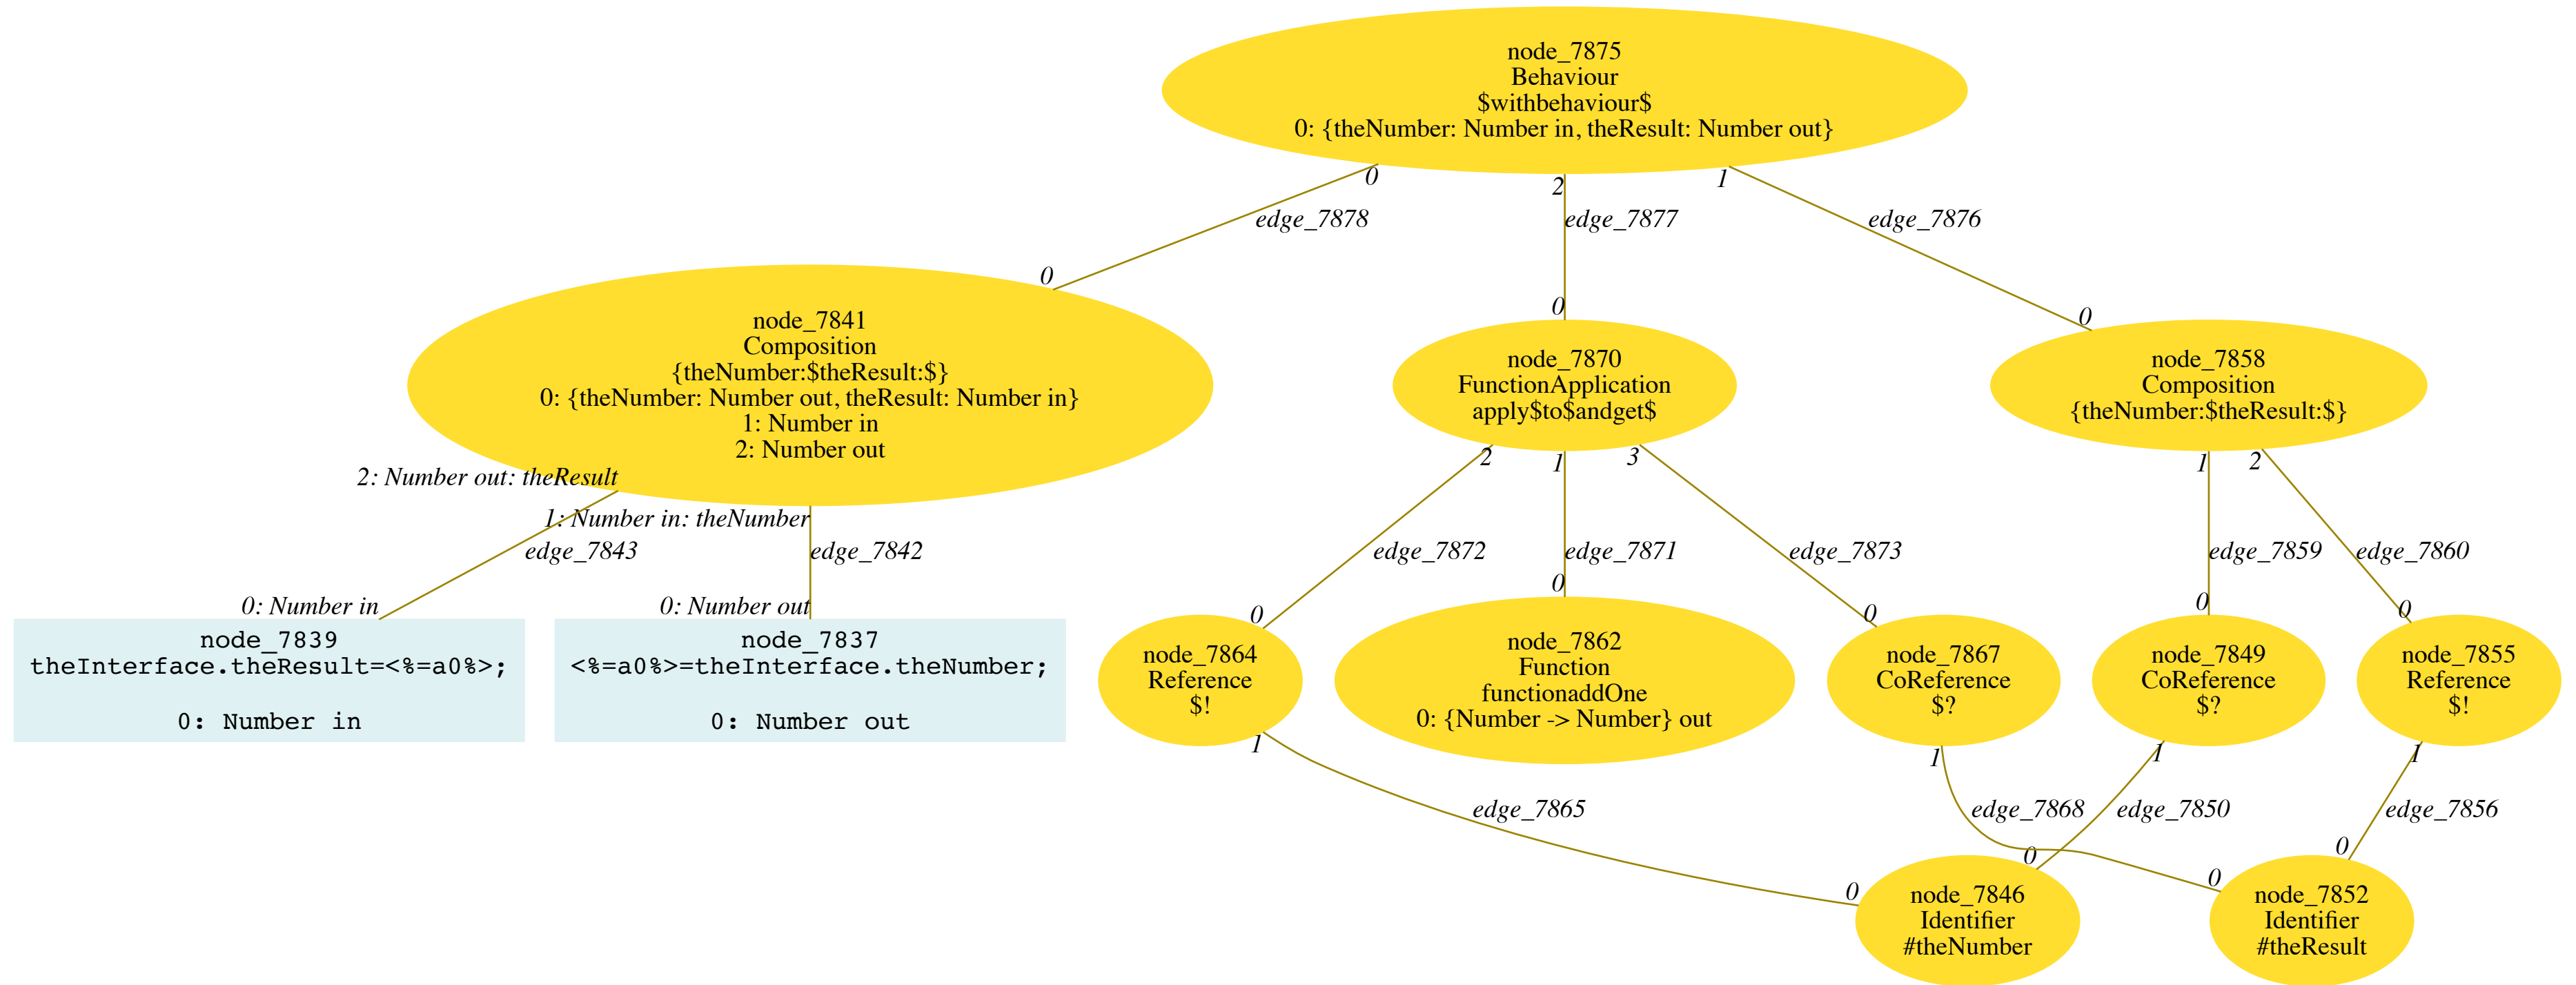 node_7875
Behaviour
$withbehaviour$
0: {theNumber: Number in, theResult: Number out}
0
2
1
edge_7878
edge_7877
edge_7876
0
0
0
node_7841
Composition
{theNumber:$theResult:$}
0: {theNumber: Number out, theResult: Number in}
1: Number in
2: Number out
node_7870
FunctionApplication
apply$to$andget$
node_7858
Composition
{theNumber:$theResult:$}
2: Number out: theResult
1: Number in: theNumber
2
1
3
1
2
edge_7843
edge_7842
edge_7872
edge_7871
edge_7873
edge_7859
edge_7860
0: Number in
0: Number out
0
0
0
0
0
node_7839
theInterface.theResult=<%=a0%>;
0: Number in
node_7837
<%=a0%>=theInterface.theNumber;
0: Number out
node_7864
Reference
$!
node_7862
Function
functionaddOne
0: {Number -> Number} out
node_7867
CoReference
$?
node_7849
CoReference
$?
node_7855
Reference
$!
1
1
1
1
edge_7865
edge_7868
edge_7850
edge_7856
0
0
0
0
node_7846
Identifier
#theNumber
node_7852
Identifier
#theResult